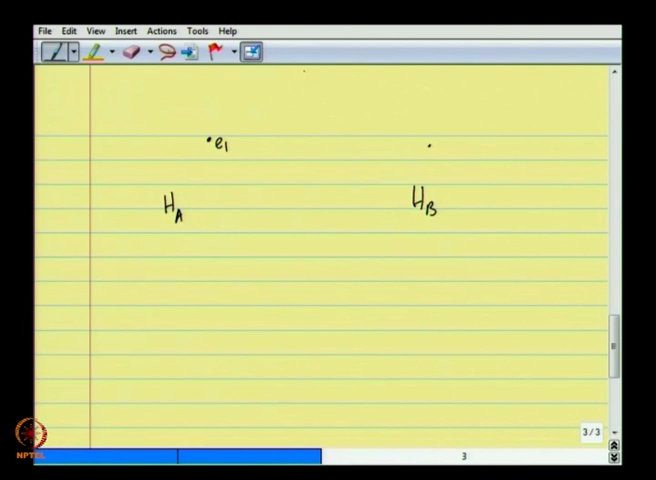 File Edit View Insert Actions Tools Help
e1
HA HB
3/3
3
NPTEL